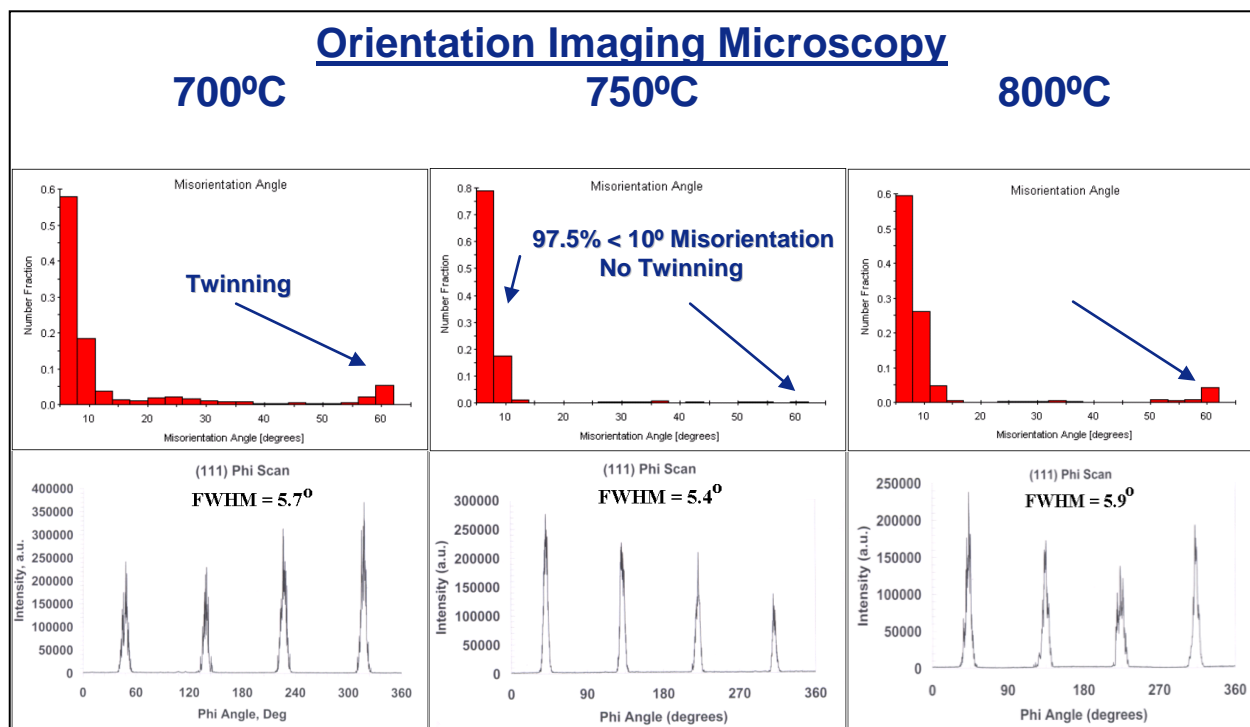 Orientation Imaging Microscopy
700ºC
750ºC
800ºC
Misorientation Angle
0.6
0.5
0.4
0.3
0.2
0.1
0.0
Number Fraction
Twinning
10
20
30
40
50
60
Misorientation Angle [degrees]
Misorientation Angle
0.8
0.7
0.6
0.5
0.4
0.3
0.2
0.1
0.0
Number Fraction
97.5% < 10º Misorientation
No Twinning
10
20
30
40
50
60
Misorientation Angle [degrees]
Misorientation Angle
0.6
0.5
0.4
0.3
0.2
0.1
0.0
Number Fraction
10
20
30
40
50
60
Misorientation Angle [degrees]
(111) Phi Scan
FWHM = 5.7º
400000
350000
300000
250000
200000
150000
100000
50000
0
Intensity, a.u.
0
60
120
180
240
300
360
Phi Angle, Deg
(111) Phi Scan
FWHM = 5.4º
300000
250000
200000
150000
100000
50000
0
Intensity (a.u.)
0
90
180
270
360
Phi Angle (degrees)
(111) Phi Scan
FWHM = 5.9º
250000
200000
150000
100000
50000
0
Intensity (a.u.)
0
90
180
270
360
Phi Angle (degrees)